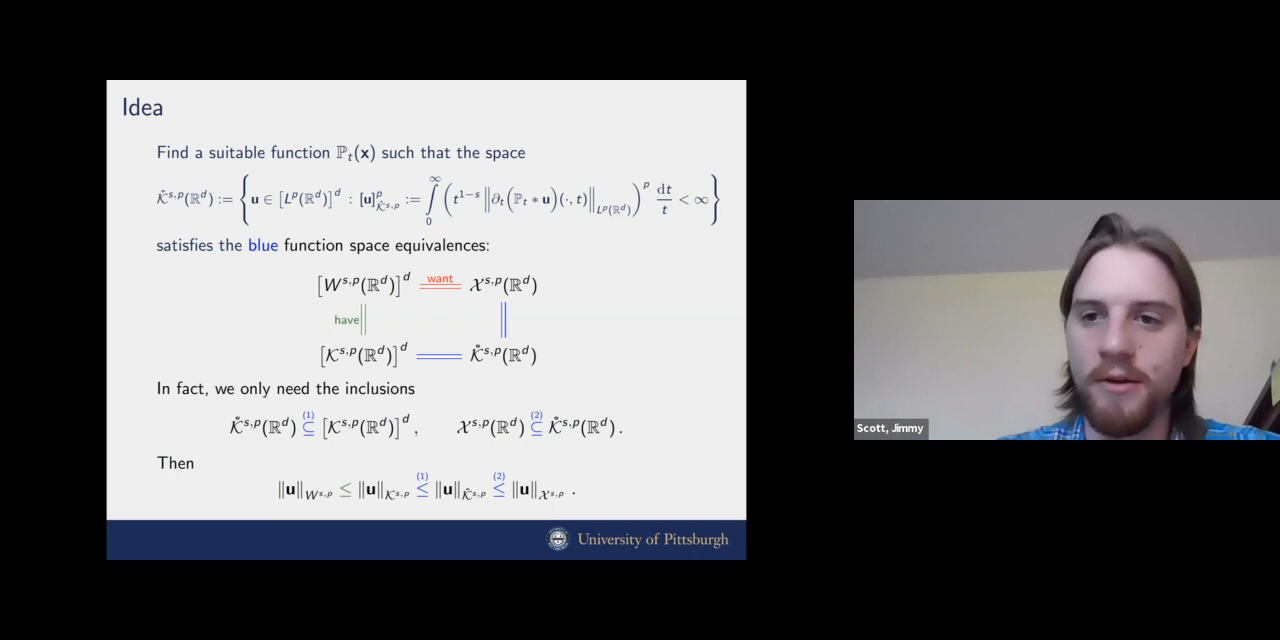 Idea
Find a suitable function ℙ_t(𝐱) such that the space
𝒦̊^{s,p}(ℝ^d) := { 𝐮 ∈ [L^p(ℝ^d)]^d : [𝐮]^p_{𝒦̊^{s,p}} := ∫_0^∞ ( t^{1−s} ‖∂_t(ℙ_t ∗ 𝐮)(·, t)‖_{L^p(ℝ^d)} )^p dt/t < ∞ }
satisfies the blue function space equivalences:
[W^{s,p}(ℝ^d)]^d want 𝒳^{s,p}(ℝ^d)
have
[𝒦^{s,p}(ℝ^d)]^d 𝒦̊^{s,p}(ℝ^d)
In fact, we only need the inclusions
𝒦̊^{s,p}(ℝ^d) ⊆^{(1)} [𝒦^{s,p}(ℝ^d)]^d , 𝒳^{s,p}(ℝ^d) ⊆^{(2)} 𝒦̊^{s,p}(ℝ^d) .
Then
‖𝐮‖_{W^{s,p}} ≤ ‖𝐮‖_{𝒦^{s,p}} ≤^{(1)} ‖𝐮‖_{𝒦̊^{s,p}} ≤^{(2)} ‖𝐮‖_{𝒳^{s,p}} .
University of Pittsburgh
Scott, Jimmy